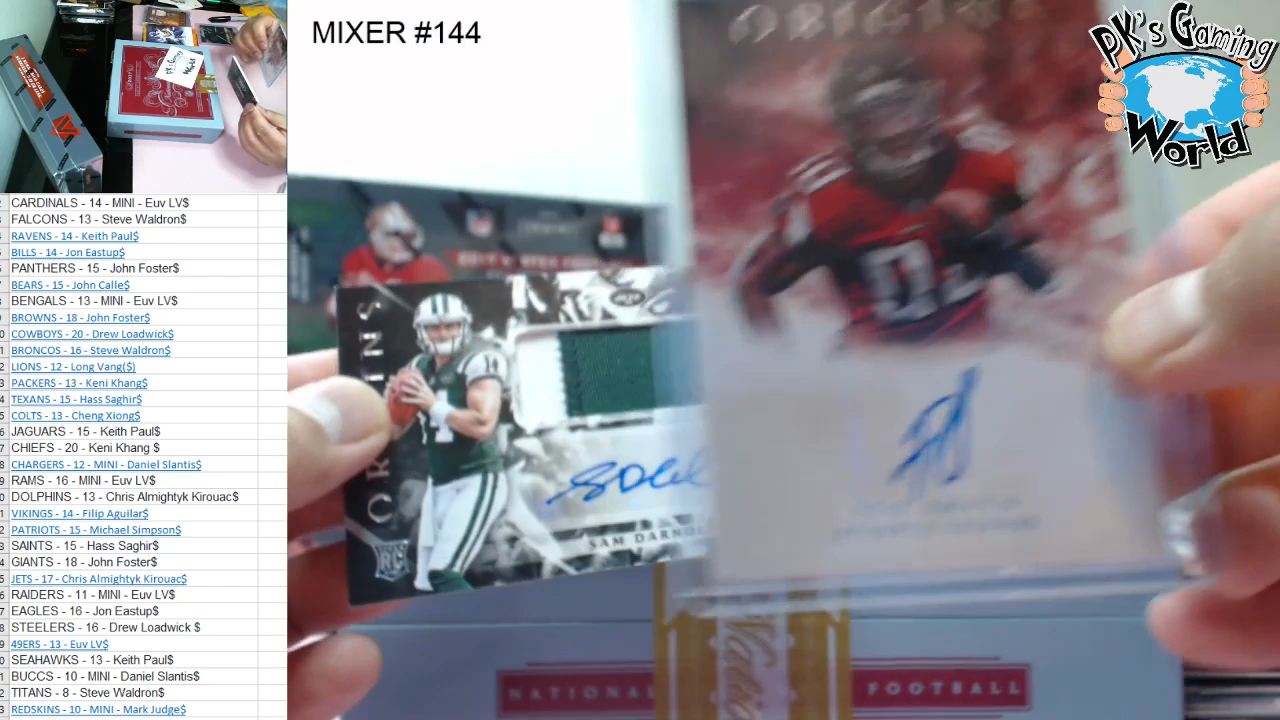 MIXER #144
PK's Gaming
World
CARDINALS - 14 - MINI - Euv LV$
FALCONS - 13 - Steve Waldron$
RAVENS - 14 - Keith Paul$
BILLS - 14 - Jon Eastup$
PANTHERS - 15 - John Foster$
BEARS - 15 - John Calle$
BENGALS - 13 - MINI - Euv LV$
BROWNS - 18 - John Foster$
COWBOYS - 20 - Drew Loadwick$
BRONCOS - 16 - Steve Waldron$
LIONS - 12 - Long Vang($)
PACKERS - 13 - Keni Khang$
TEXANS - 15 - Hass Saghir$
COLTS - 13 - Cheng Xiong$
JAGUARS - 15 - Keith Paul$
CHIEFS - 20 - Keni Khang $
CHARGERS - 12 - MINI - Daniel Slantis$
RAMS - 16 - MINI - Euv LV$
DOLPHINS - 13 - Chris Almightyk Kirouac$
VIKINGS - 14 - Filip Aguilar$
PATRIOTS - 15 - Michael Simpson$
SAINTS - 15 - Hass Saghir$
GIANTS - 18 - John Foster$
JETS - 17 - Chris Almightyk Kirouac$
RAIDERS - 11 - MINI - Euv LV$
EAGLES - 16 - Jon Eastup$
STEELERS - 16 - Drew Loadwick $
49ERS - 13 - Euv LV$
SEAHAWKS - 13 - Keith Paul$
BUCCS - 10 - MINI - Daniel Slantis$
TITANS - 8 - Steve Waldron$
REDSKINS - 10 - MINI - Mark Judge$
14
SAM DARNO
NATIONAL
FOOTBALL